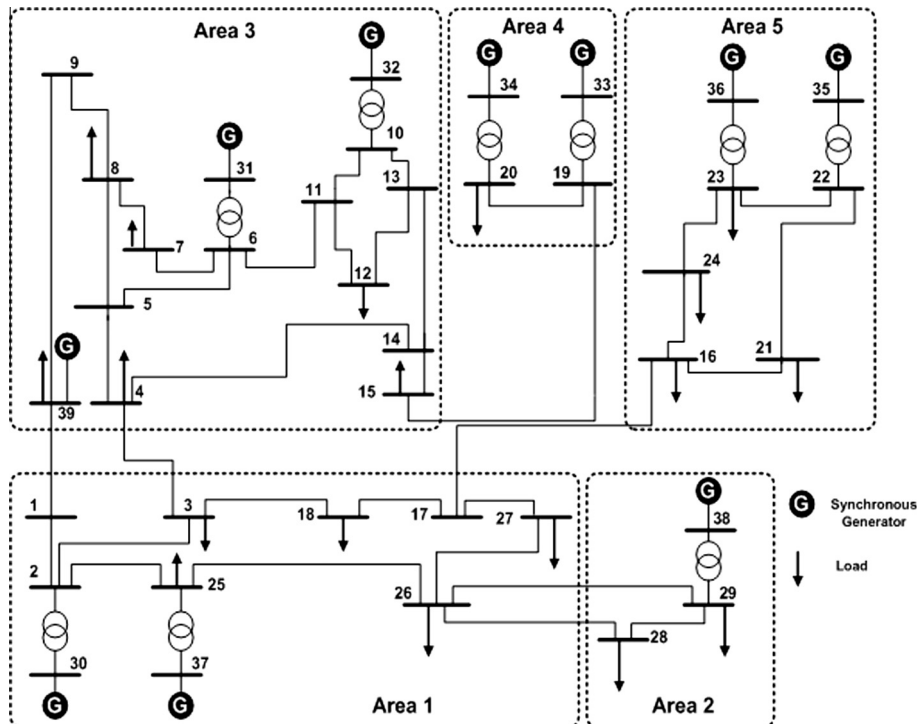 Area 3
Area 4
Area 5
G
G
G
G
G
9
32
34
33
36
35
G
10
31
8
11
13
20
19
23
22
7
6
12
24
5
14
16
21
G
4
15
39
1
3
18
17
27
G
38
G
Synchronous
Generator
2
25
26
29
Load
28
30
37
G
G
Area 1
Area 2